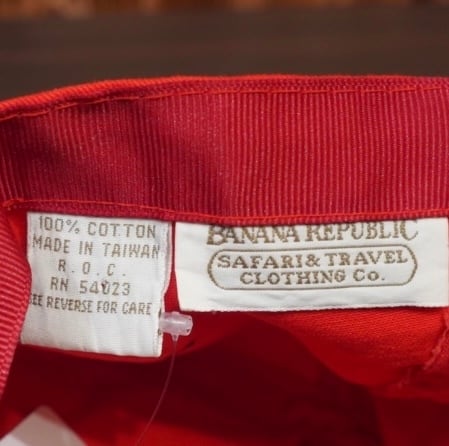 100% COTTON
MADE IN TAIWAN
R. O. C.
RN 54023
SEE REVERSE FOR CARE
BANANA REPUBLIC
SAFARI & TRAVEL
CLOTHING Co.